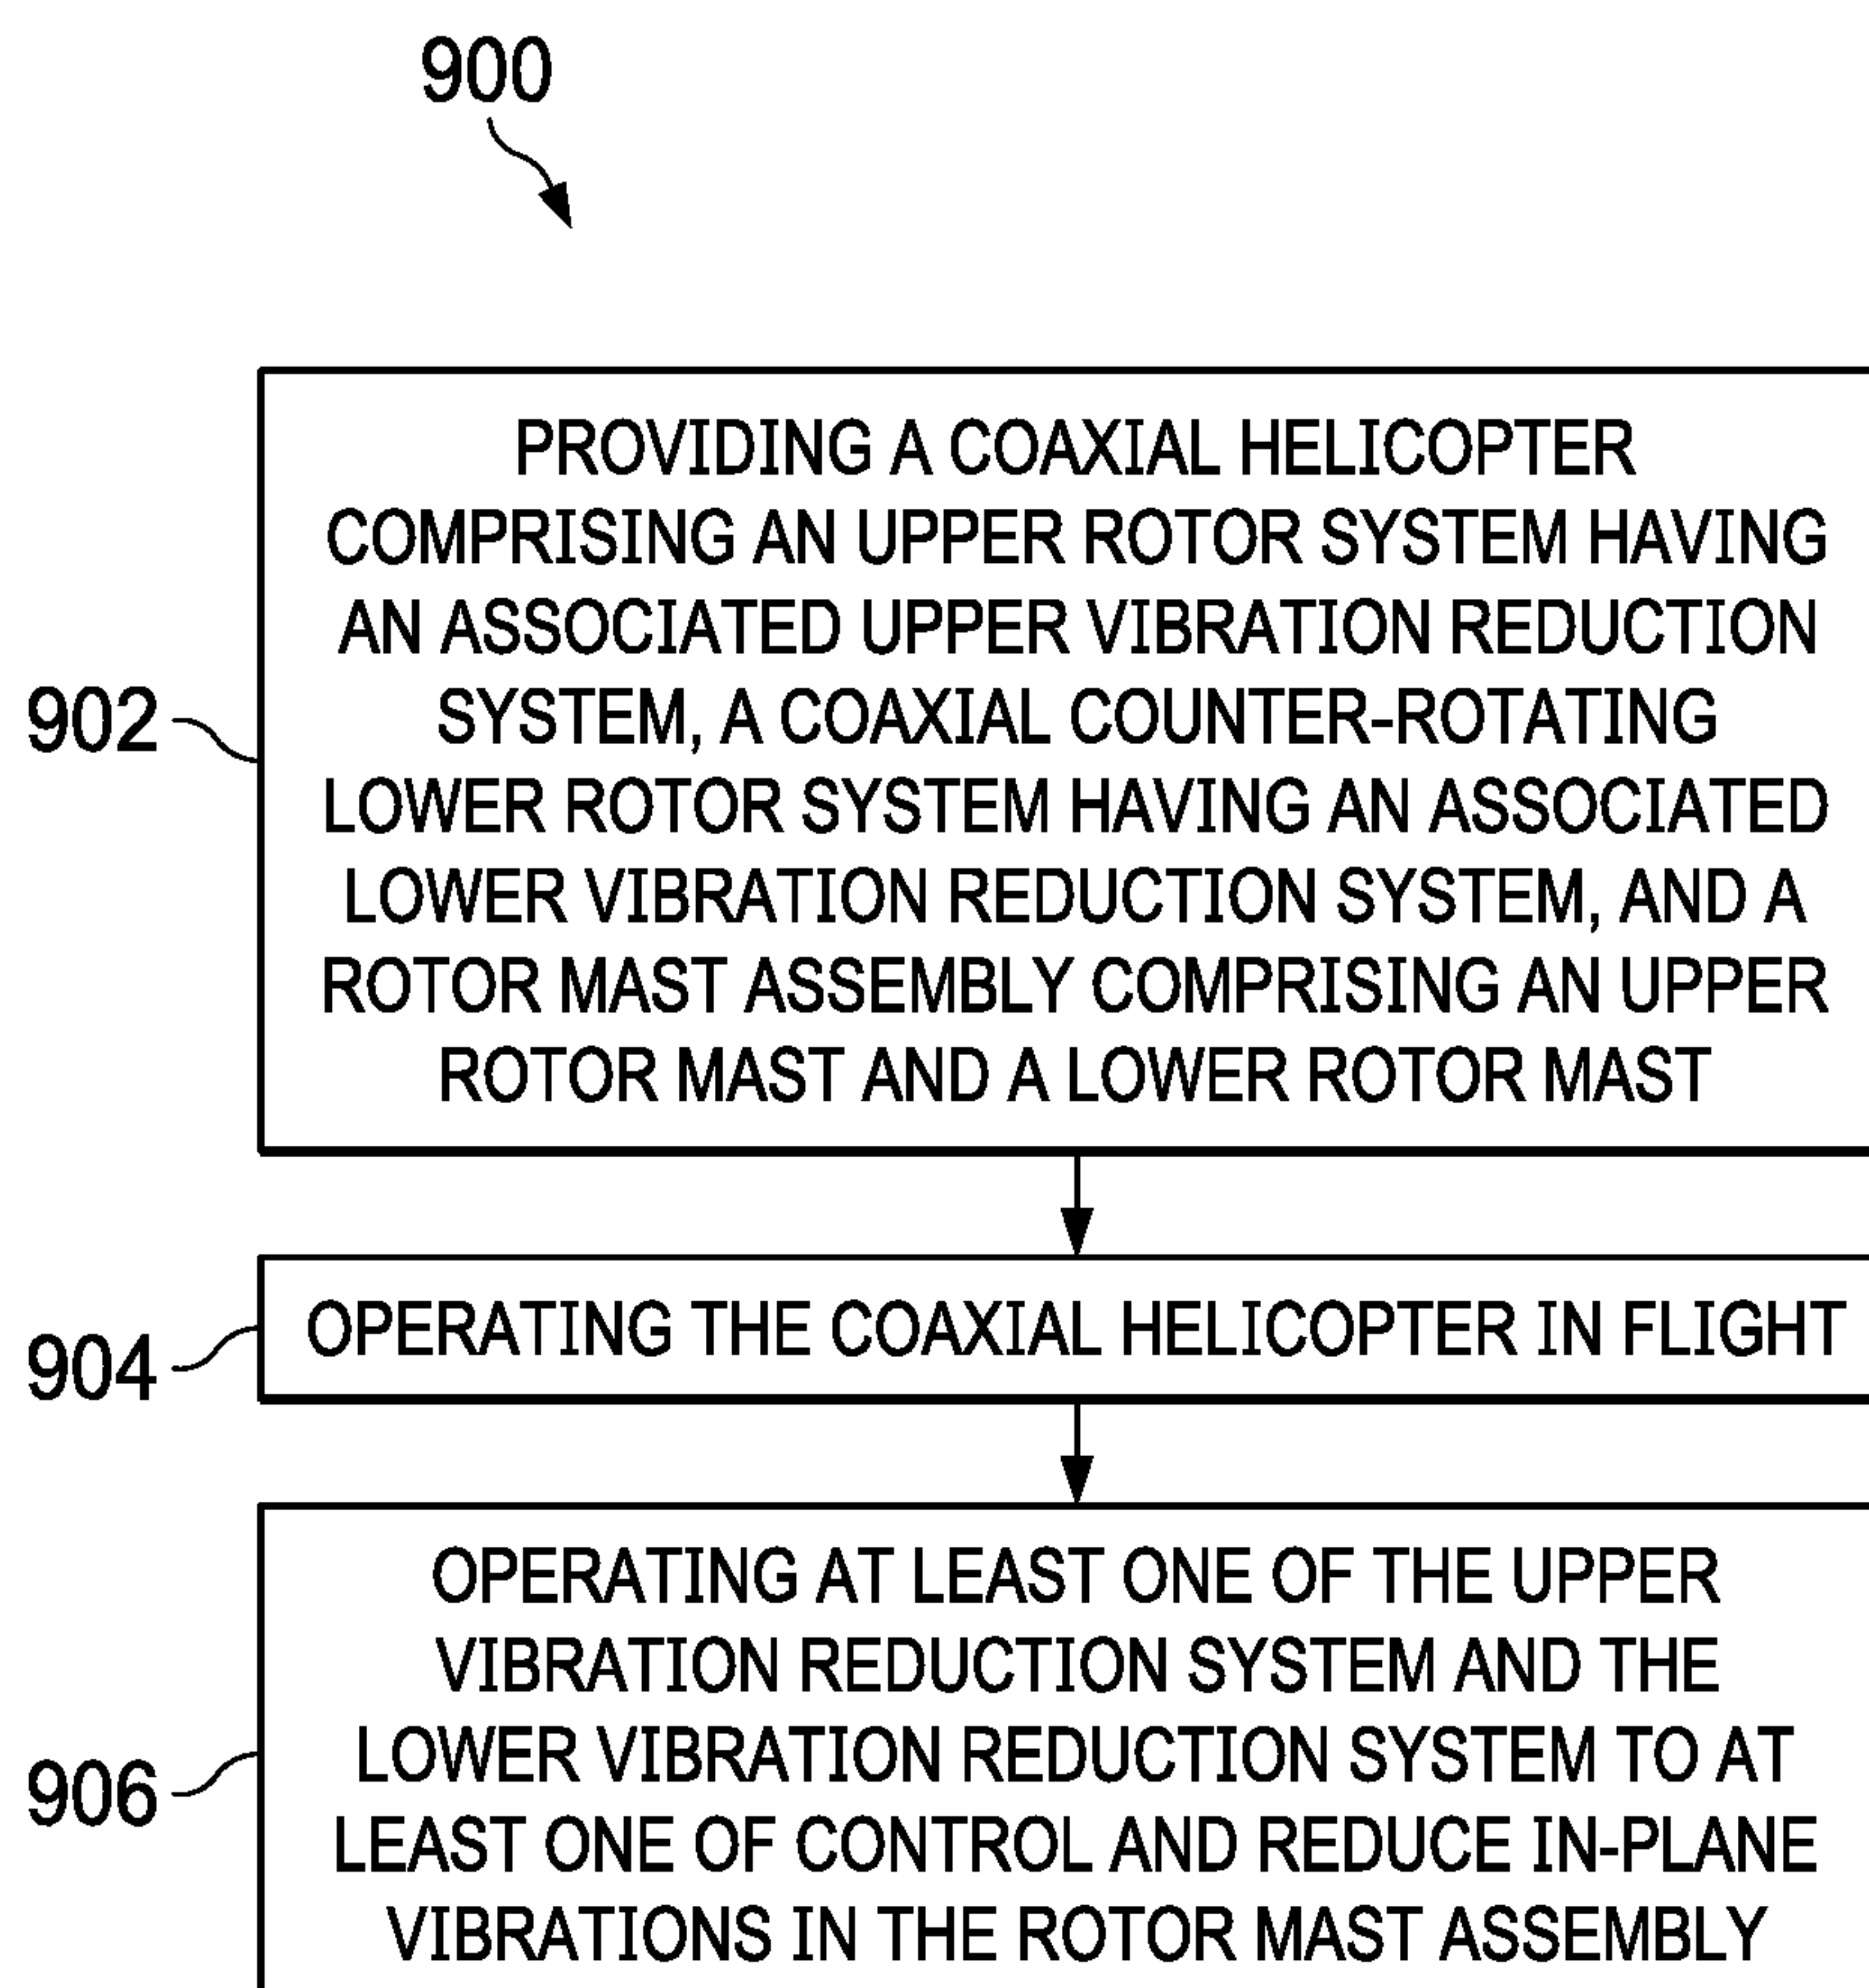 900
902
PROVIDING A COAXIAL HELICOPTER
COMPRISING AN UPPER ROTOR SYSTEM HAVING
AN ASSOCIATED UPPER VIBRATION REDUCTION
SYSTEM, A COAXIAL COUNTER-ROTATING
LOWER ROTOR SYSTEM HAVING AN ASSOCIATED
LOWER VIBRATION REDUCTION SYSTEM, AND A
ROTOR MAST ASSEMBLY COMPRISING AN UPPER
ROTOR MAST AND A LOWER ROTOR MAST
904
OPERATING THE COAXIAL HELICOPTER IN FLIGHT
906
OPERATING AT LEAST ONE OF THE UPPER
VIBRATION REDUCTION SYSTEM AND THE
LOWER VIBRATION REDUCTION SYSTEM TO AT
LEAST ONE OF CONTROL AND REDUCE IN-PLANE
VIBRATIONS IN THE ROTOR MAST ASSEMBLY